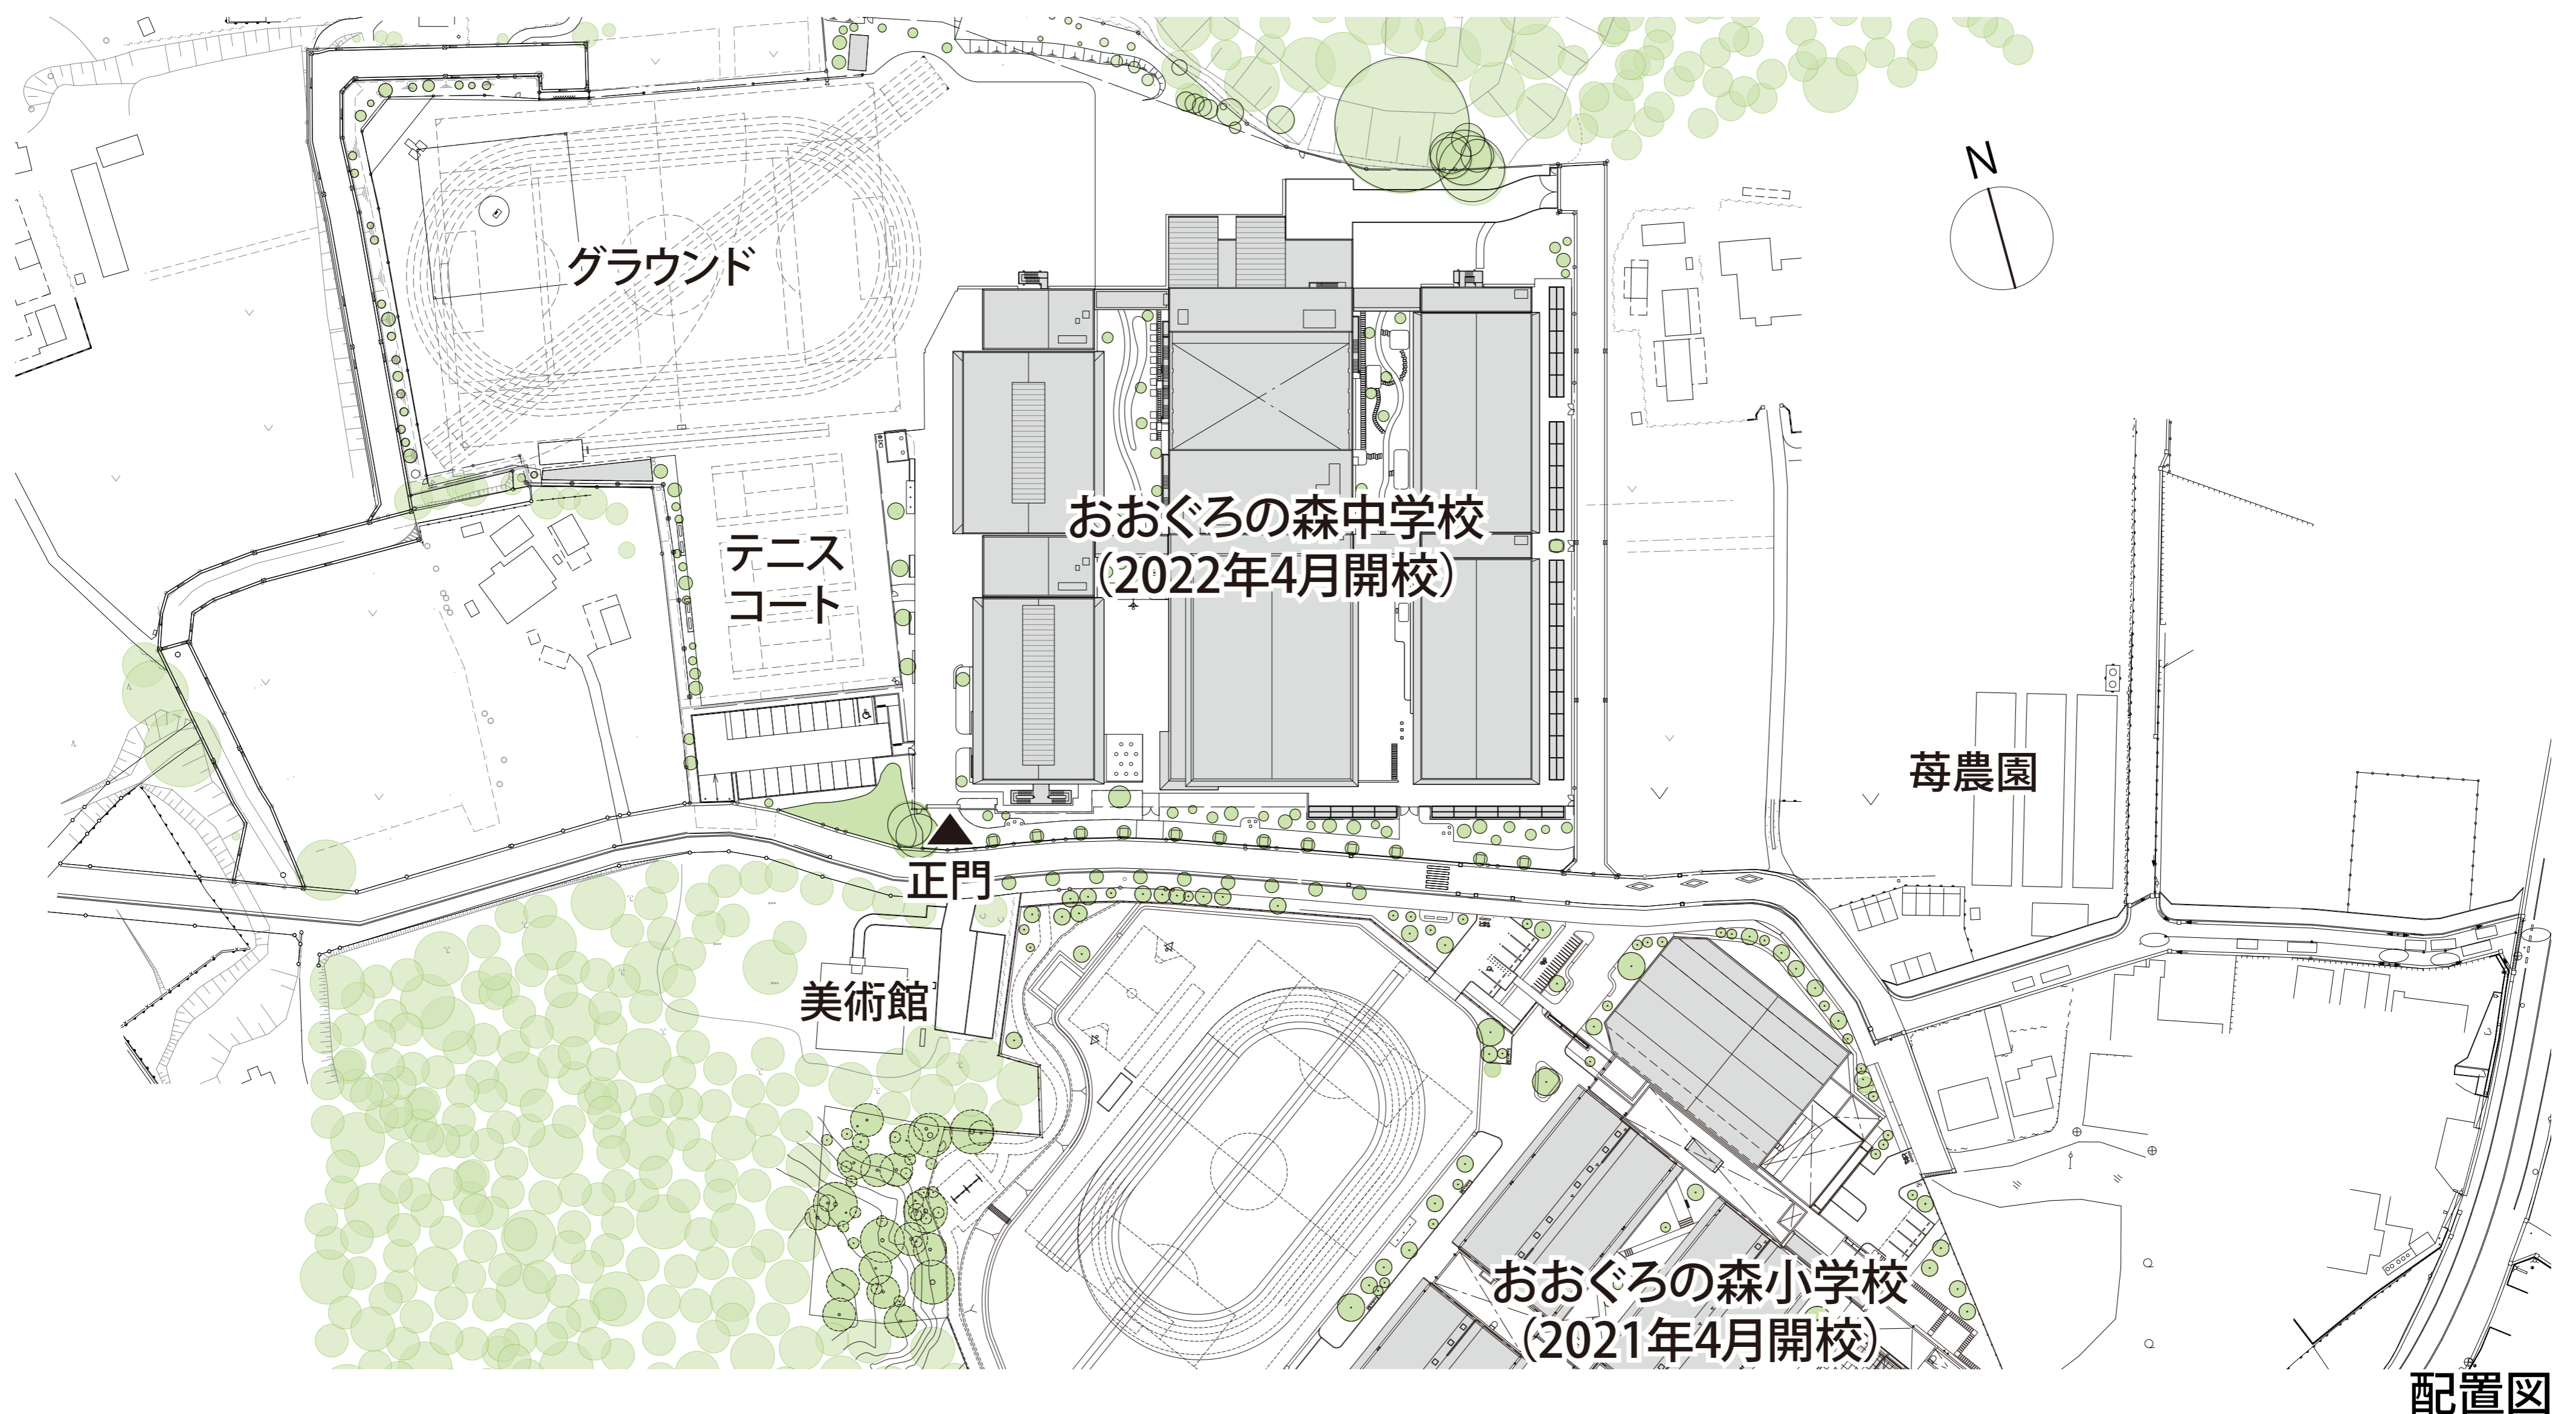 N
グラウンド
おおぐろの森中学校
（2022年4月開校）
テニス
コート
苺農園
正門
美術館
おおぐろの森小学校
（2021年4月開校）
配置図